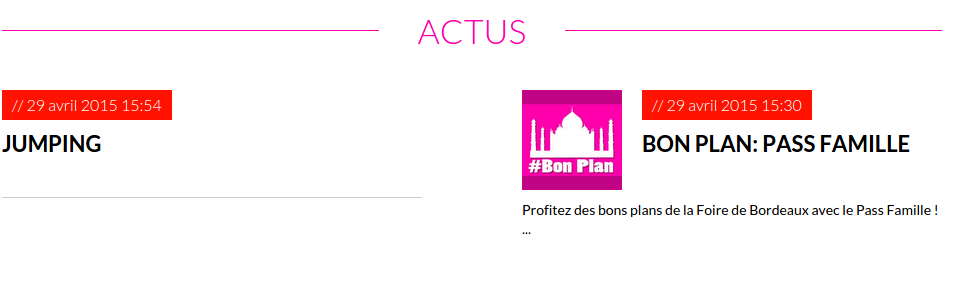 ACTUS
// 29 avril 2015 15:54
JUMPING
// 29 avril 2015 15:30
BON PLAN: PASS FAMILLE
#Bon Plan
Profitez des bons plans de la Foire de Bordeaux avec le Pass Famille !
...